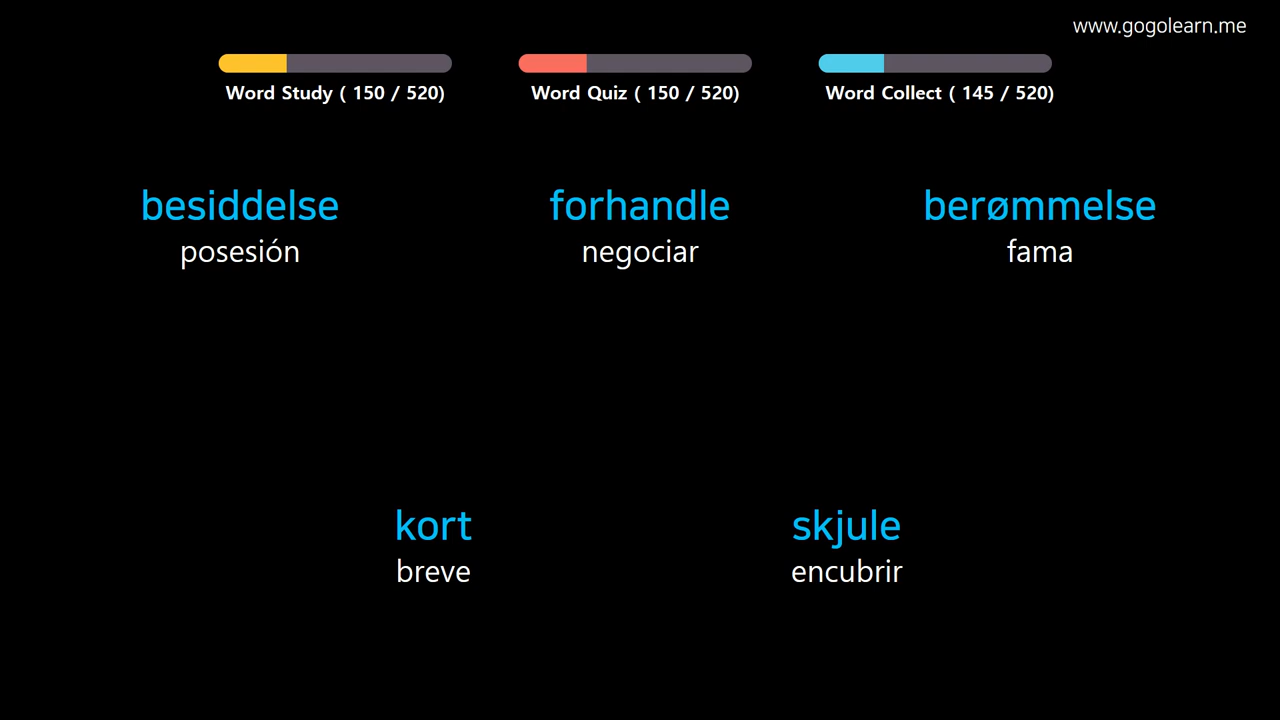 www.gogolearn.me
Word Study ( 150 / 520)
Word Quiz ( 150 / 520)
Word Collect ( 145 / 520)
besiddelse
posesión
forhandle
negociar
berømmelse
fama
kort
breve
skjule
encubrir